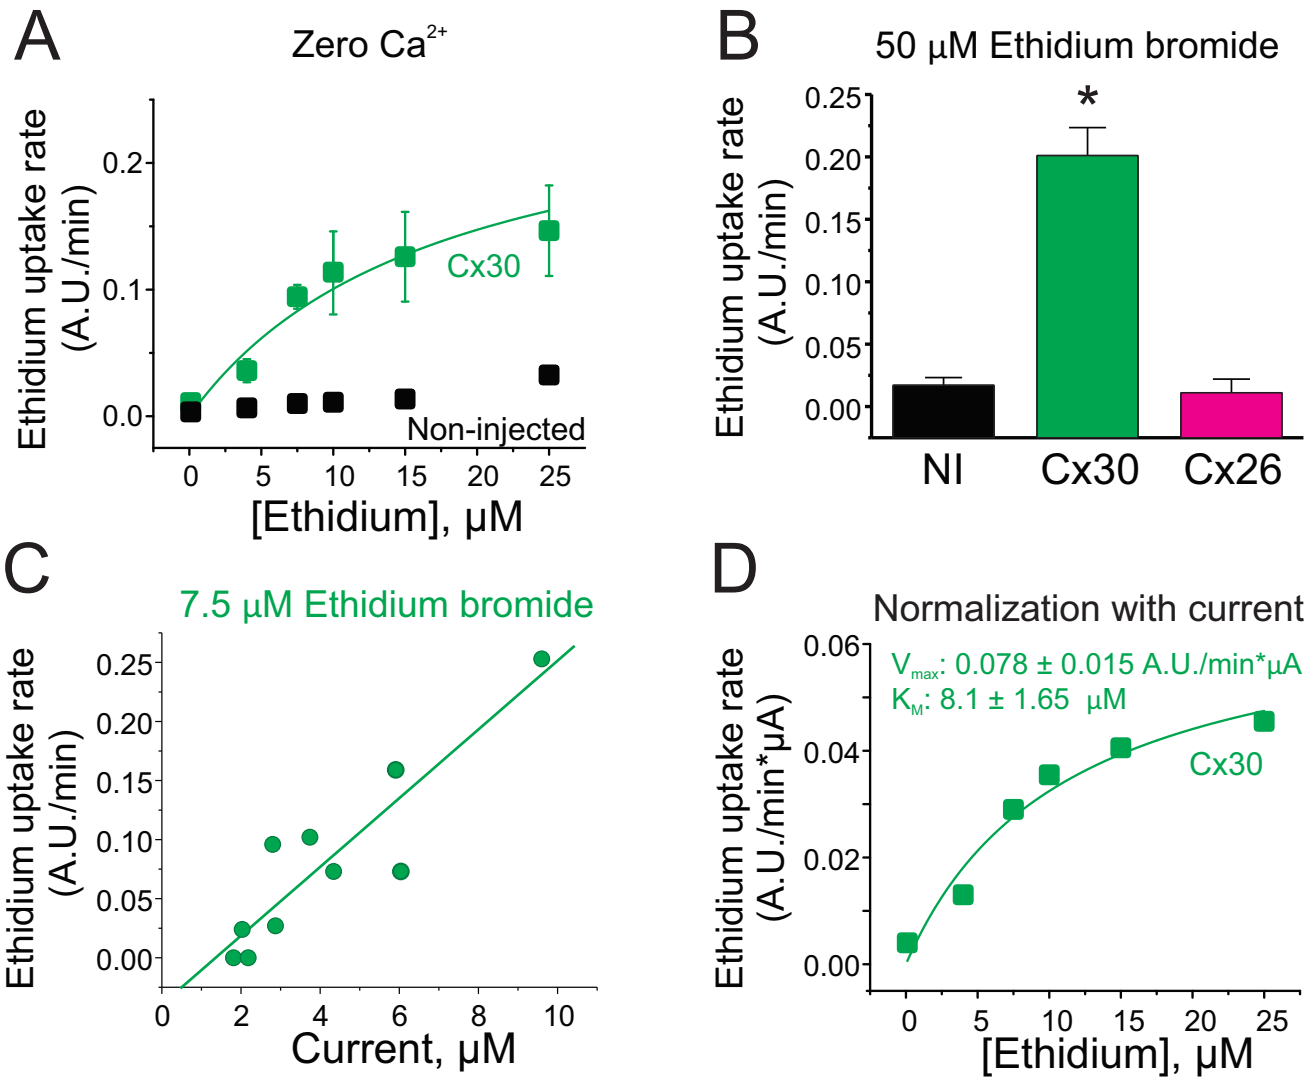 A
Zero Ca²⁺
Ethidium uptake rate
(A.U./min)
0.2
0.1
0.0
Cx30
Non-injected
0 5 10 15 20 25
[Ethidium], µM
B
50 µM Ethidium bromide
Ethidium uptake rate
(A.U./min)
0.25
0.20
0.15
0.10
0.05
0.00
*
NI Cx30 Cx26
C
7.5 µM Ethidium bromide
Ethidium uptake rate
(A.U./min)
0.25
0.20
0.15
0.10
0.05
0.00
0 2 4 6 8 10
Current, µM
D
Normalization with current
Ethidium uptake rate
(A.U./min*µA)
0.06
0.04
0.02
0.00
Vmax: 0.078 ± 0.015 A.U./min*µA
KM: 8.1 ± 1.65 µM
Cx30
0 5 10 15 20 25
[Ethidium], µM